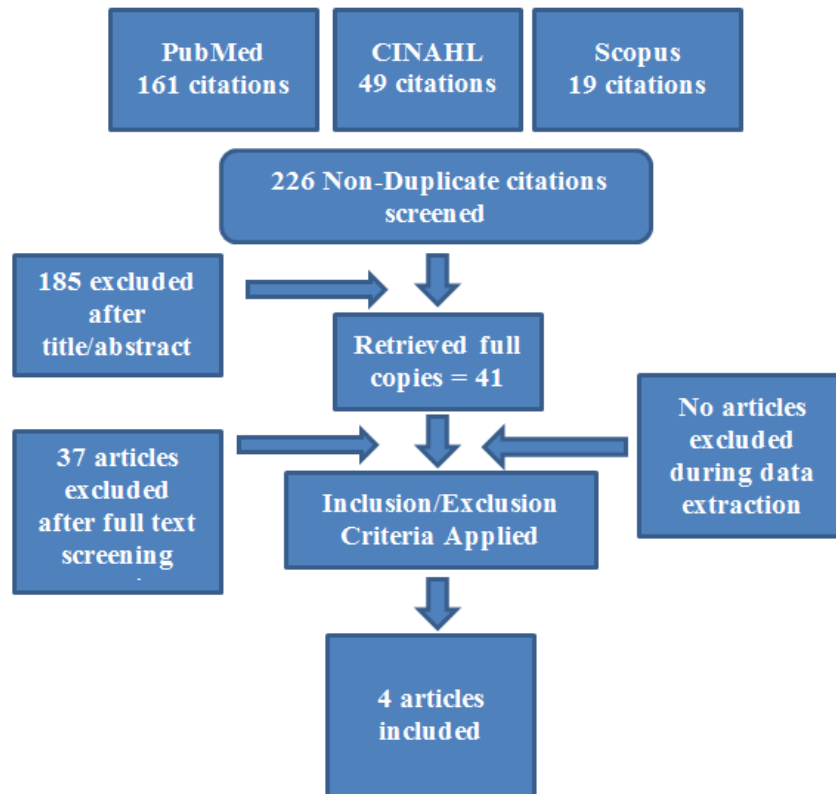 PubMed
161 citations
CINAHL
49 citations
Scopus
19 citations
226 Non-Duplicate citations
screened
185 excluded
after
title/abstract
Retrieved full
copies = 41
No articles
excluded
during data
extraction
37 articles
excluded
after full text
screening
Inclusion/Exclusion
Criteria Applied
4 articles
included